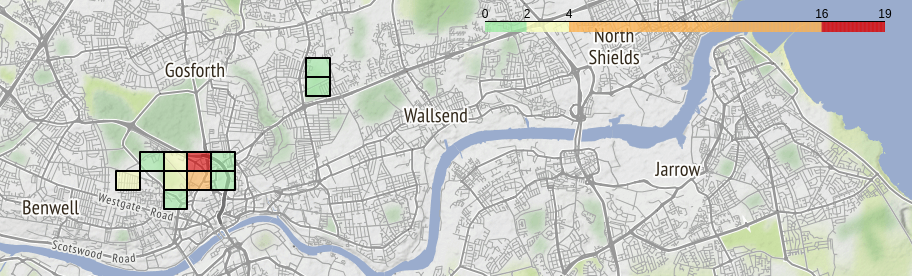 0 2 4 16 19
North
Shields
Gosforth
Wallsend
Jarrow
Benwell
Westgate Road
Scotswood Road